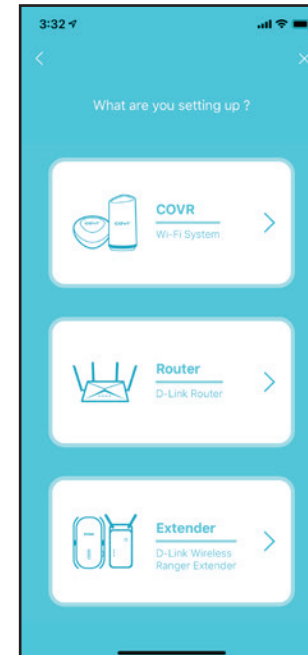 3:32
What are you setting up ?
COVR
Wi-Fi System
Router
D-Link Router
Extender
D-Link Wireless
Ranger Extender